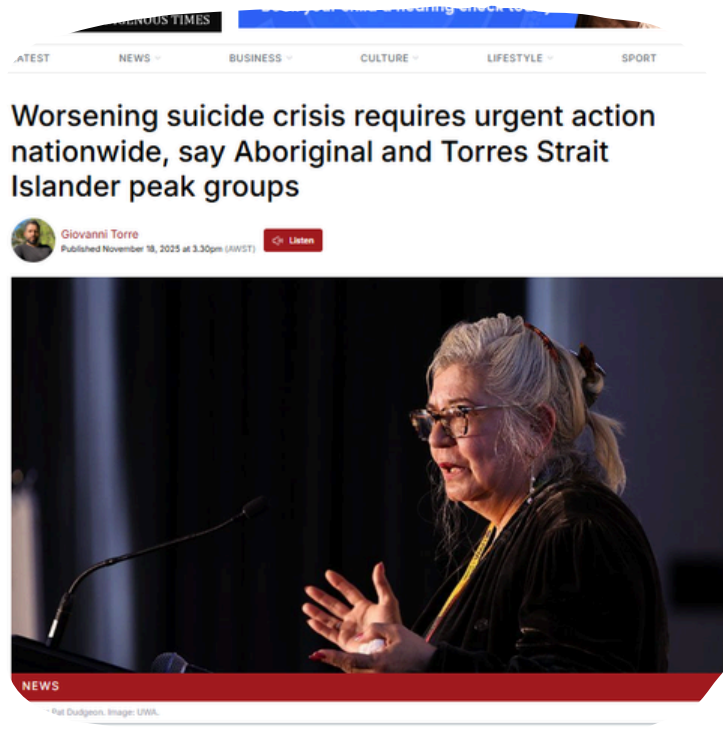 TIMES
NEWS
BUSINESS
CULTURE
LIFESTYLE
SPORT
Worsening suicide crisis requires urgent action
nationwide, say Aboriginal and Torres Strait
Islander peak groups
Giovanni Torre
Published November 18, 2025 at 3.30pm (AWST)
Listen
NEWS
Pat Dudgeon. Image: UWA.